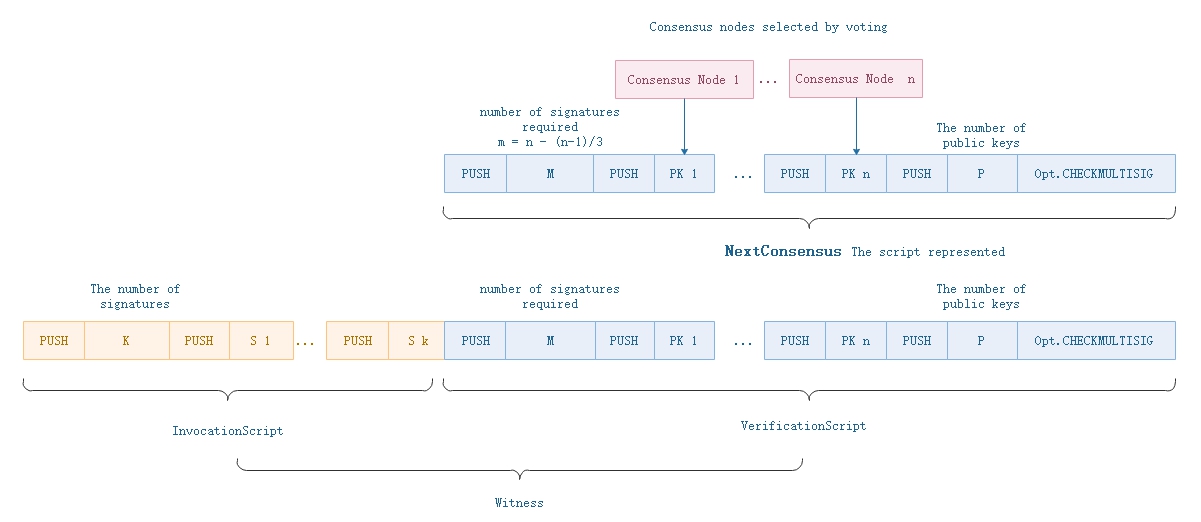 Consensus nodes selected by voting
Consensus Node 1 ... Consensus Node n
number of signatures
required
m = n - (n-1)/3
The number of
public keys
PUSH M PUSH PK 1 ... PUSH PK n PUSH P Opt.CHECKMULTISIG
NextConsensus The script represented
The number of
signatures
number of signatures
required
The number of
public keys
PUSH K PUSH S 1 ... PUSH S k PUSH M PUSH PK 1 ... PUSH PK n PUSH P Opt.CHECKMULTISIG
InvocationScript
VerificationScript
Witness